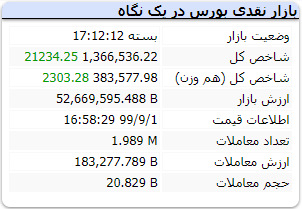 بازار نقدی بورس در یک نگاه
وضعیت بازار بسته 17:12:12
شاخص کل 1,366,536.22 21234.25
شاخص كل (هم وزن) 383,577.98 2303.28
ارزش بازار 52,669,595.488 B
اطلاعات قیمت 99/9/1 16:58:29
تعداد معاملات 1.989 M
ارزش معاملات 183,277.789 B
حجم معاملات 20.829 B